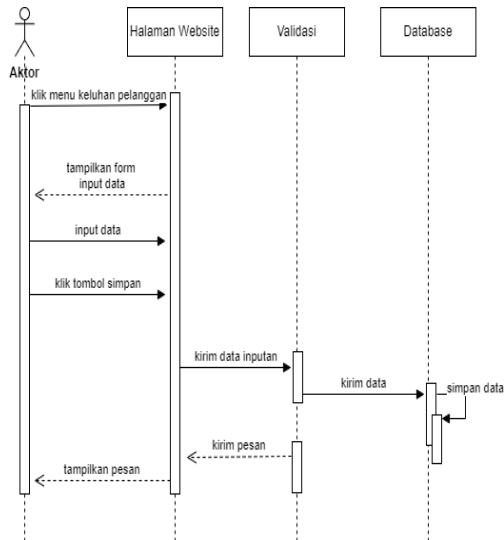 Halaman Website
Validasi
Database
Aktor
klik menu keluhan pelanggan
tampilkan form
input data
input data
klik tombol simpan
kirim data inputan
kirim data
simpan data
kirim pesan
tampilkan pesan